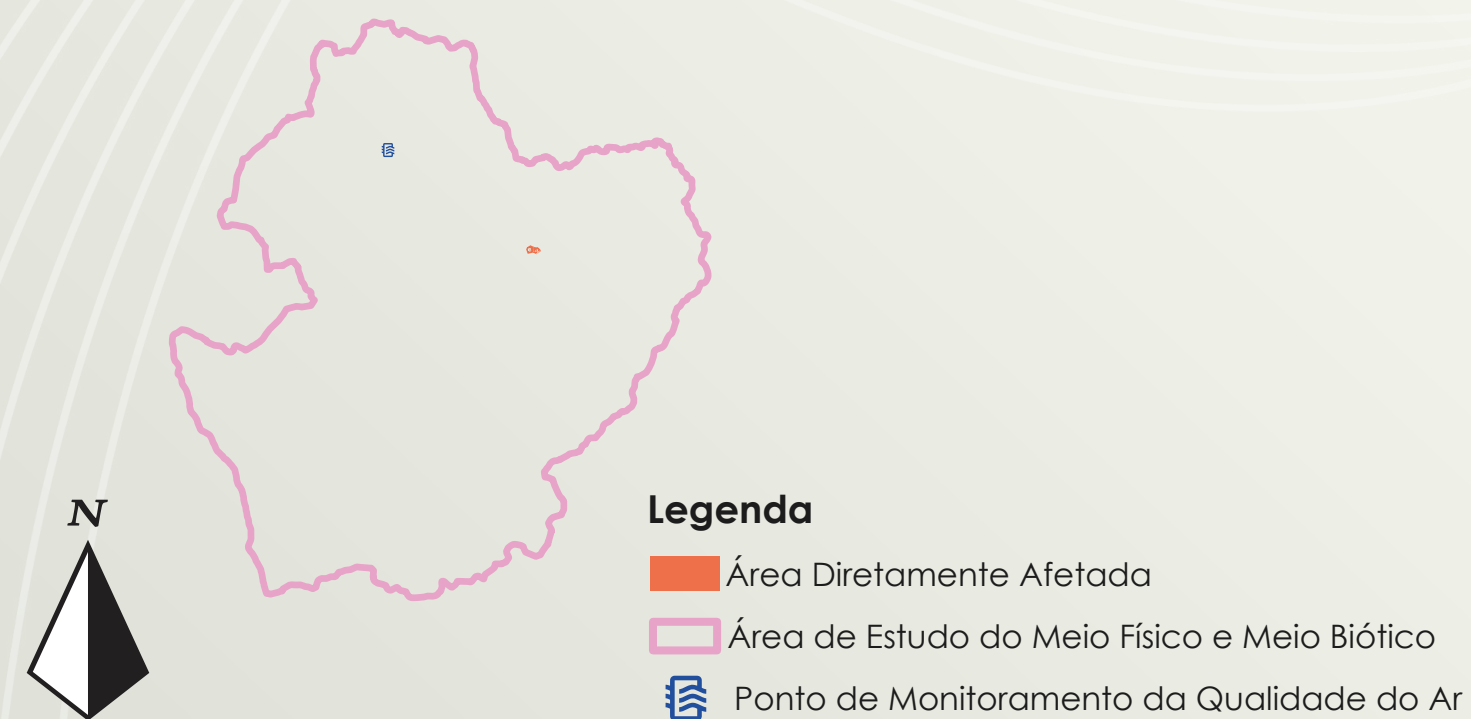 N
Legenda
Área Diretamente Afetada
Área de Estudo do Meio Físico e Meio Biótico
Ponto de Monitoramento da Qualidade do Ar